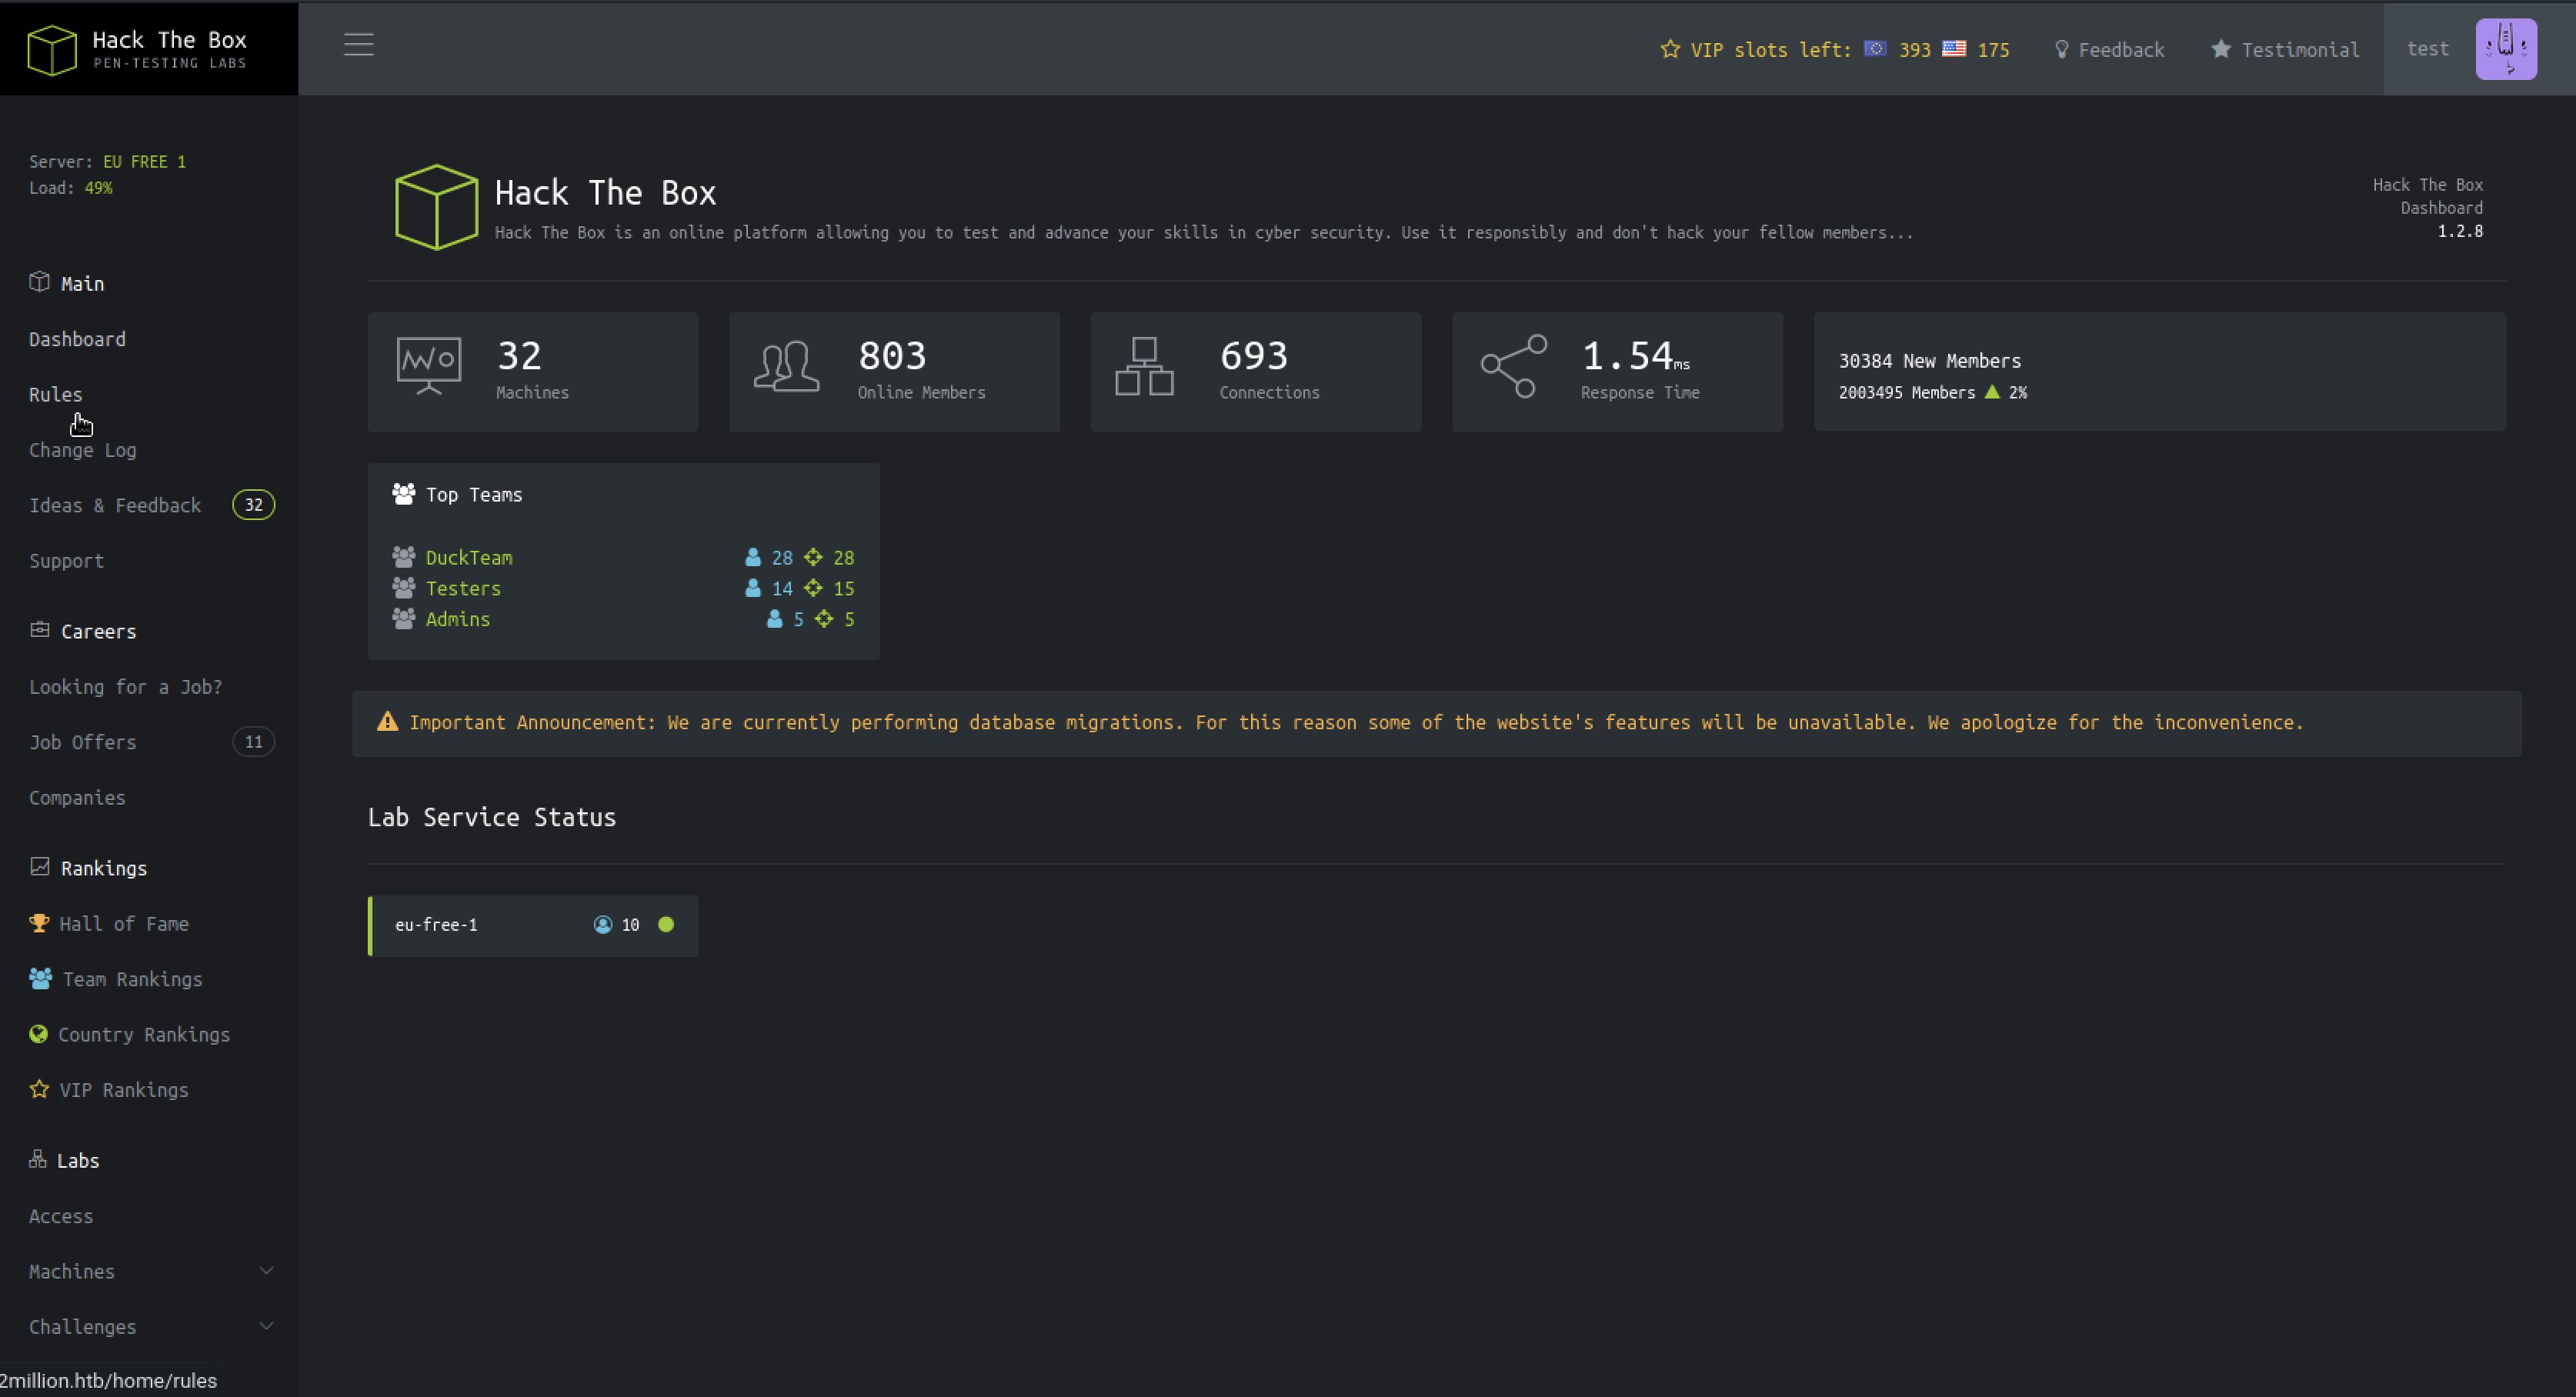 Hack The Box
PEN-TESTING LABS
VIP slots left: 393 175
Feedback
Testimonial
test
Server: EU FREE 1
Load: 49%
Main
Dashboard
Rules
Change Log
Ideas & Feedback 32
Support
Careers
Looking for a Job?
Job Offers 11
Companies
Rankings
Hall of Fame
Team Rankings
Country Rankings
VIP Rankings
Labs
Access
Machines
Challenges
2million.htb/home/rules
Hack The Box
Hack The Box is an online platform allowing you to test and advance your skills in cyber security. Use it responsibly and don't hack your fellow members...
Hack The Box
Dashboard
1.2.8
32
Machines
803
Online Members
693
Connections
1.54ms
Response Time
30384 New Members
2003495 Members 2%
Top Teams
DuckTeam 28 28
Testers 14 15
Admins 5 5
Important Announcement: We are currently performing database migrations. For this reason some of the website's features will be unavailable. We apologize for the inconvenience.
Lab Service Status
eu-free-1 10